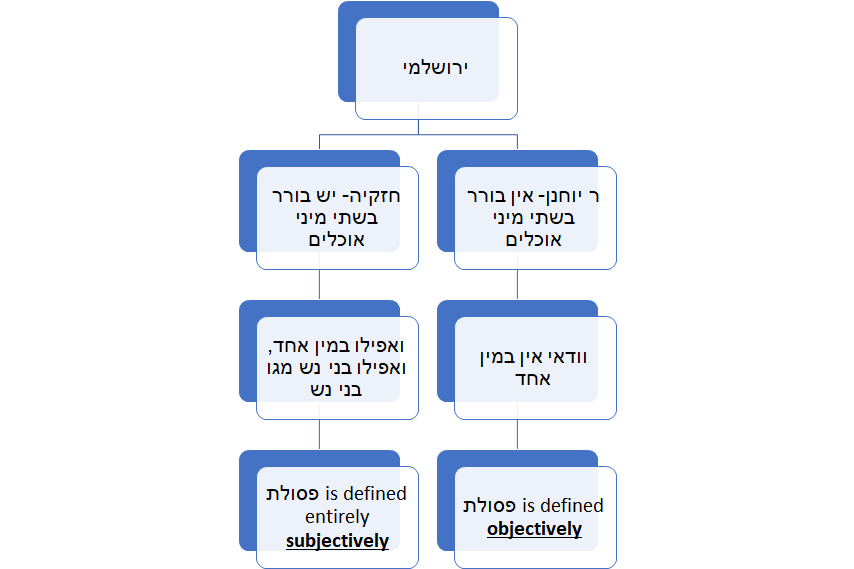 ירושלמי
חזקיה- יש בורר
בשתי מיני
אוכלים
ר יוחנן- אין בורר
בשתי מיני
אוכלים
ואפילו במין אחד,
ואפילו בני נש מגו
בני נש
וודאי אין במין
אחד
פסולת is defined
entirely
subjectively
פסולת is defined
objectively